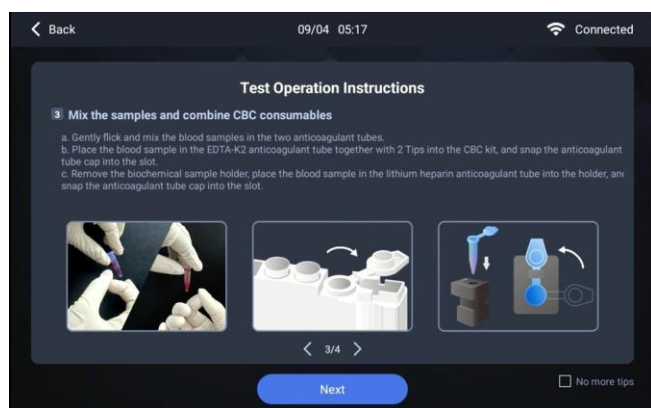 Back
09/04 05:17
Connected
Test Operation Instructions
3 Mix the samples and combine CBC consumables
a. Gently flick and mix the blood samples in the two anticoagulant tubes.
b. Place the blood sample in the EDTA-K2 anticoagulant tube together with 2 Tips into the CBC kit, and snap the anticoagulant
tube cap into the slot.
c. Remove the biochemical sample holder, place the blood sample in the lithium heparin anticoagulant tube into the holder, and
snap the anticoagulant tube cap into the slot.
3/4
Next
No more tips